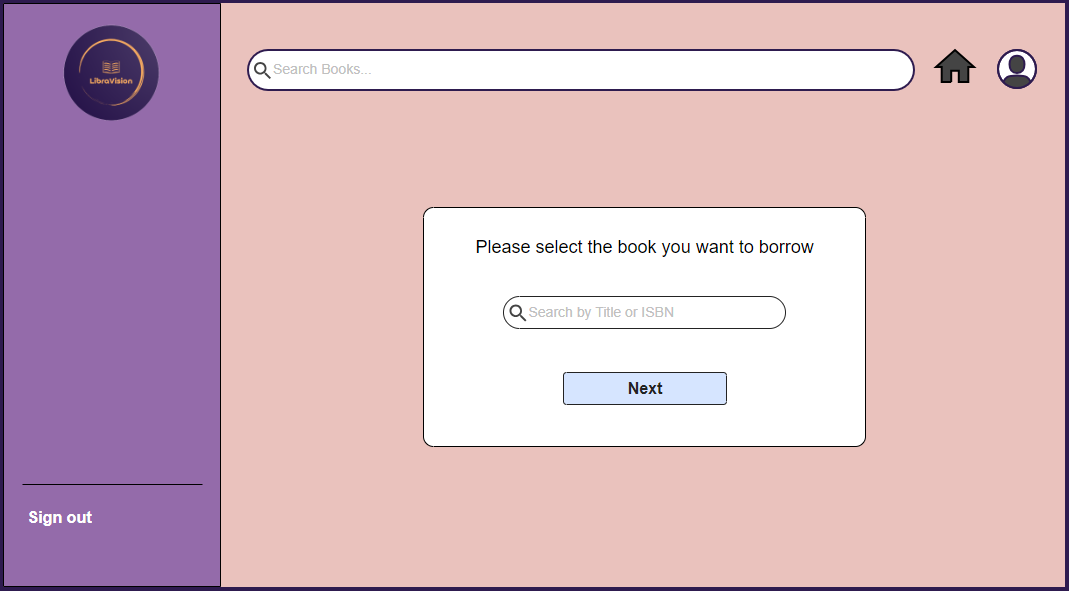 LibraVision
Search Books...
Please select the book you want to borrow
Search by Title or ISBN
Next
Sign out